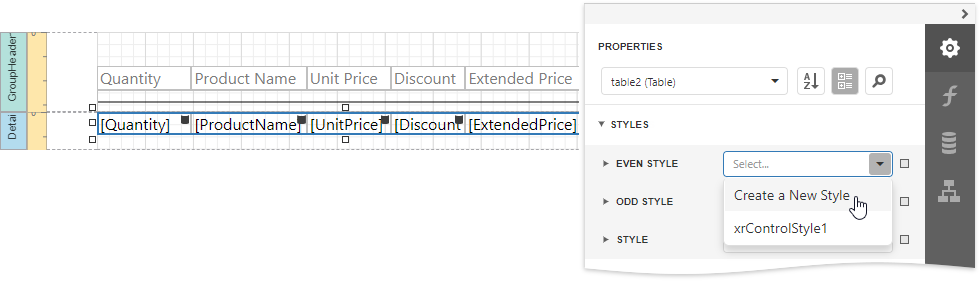 GroupHeader
Quantity Product Name Unit Price Discount Extended Price
Detai
[Quantity] [ProductName] [UnitPrice] [Discount [ExtendedPrice]
PROPERTIES
table2 (Table)
A
Z
STYLES
EVEN STYLE Select...
Create a New Style
ODD STYLE
xrControlStyle1
STYLE